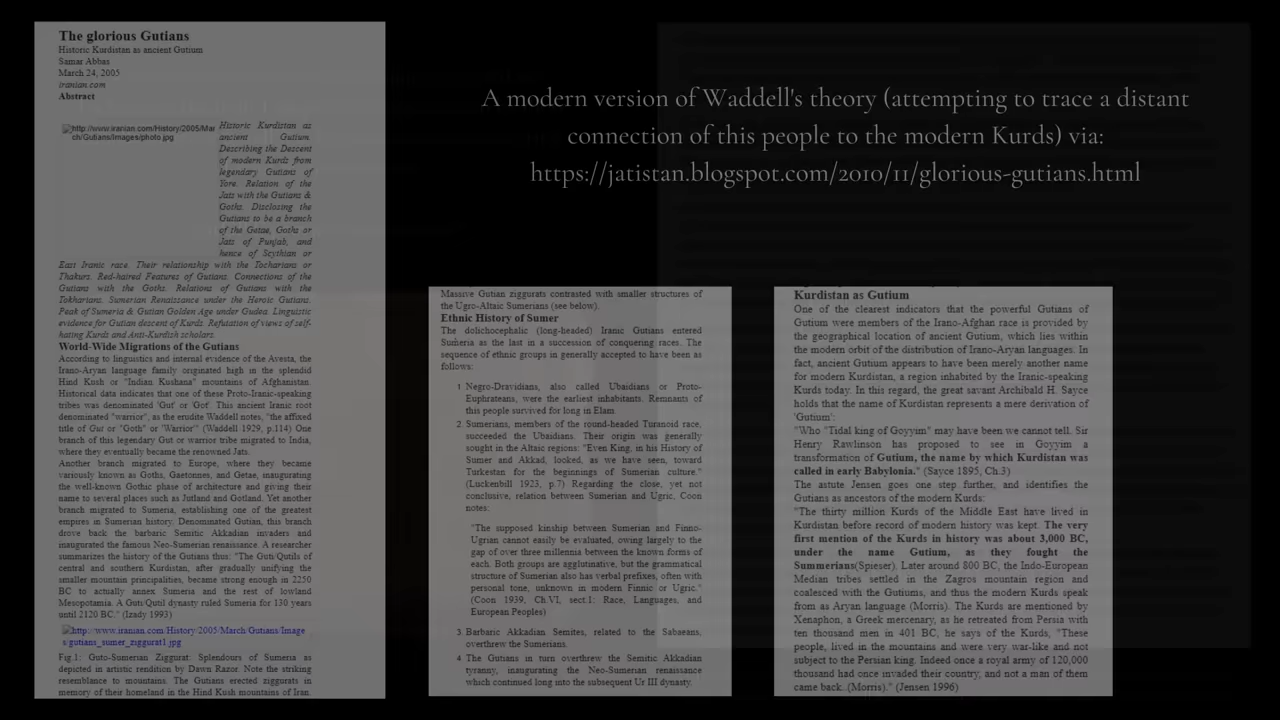 The glorious Gutians
Historic Kurdistan as ancient Gutium
Samar Abbas
March 24, 2005
iranian.com
Abstract
http://www.iranian.com/History/2005/Mar
ch/Gutians/Images/photo.jpg
Historic Kurdistan as
ancient Gutium.
Describing the Descent
of modern Kurds from
legendary Gutians of
Yore. Relation of the
Jats with the Gutians &
Goths. Disclosing the
Gutians to be a branch
of the Getae, Goths or
Jats of Punjab, and
hence of Scythian or
East Iranic race. Their relationship with the Tocharians or
Thakurs. Red-haired Features of Gutians. Connections of the
Gutians with the Goths. Relations of Gutians with the
Tokharians. Sumerian Renaissance under the Heroic Gutians.
Peak of Sumeria & Gutian Golden Age under Gudea. Linguistic
evidence for Gutian descent of Kurds. Refutation of views of self-
hating Kurds and Anti-Kurdish scholars.
World-Wide Migrations of the Gutians
According to linguistics and internal evidence of the Avesta, the
Irano-Aryan language family originated high in the splendid
Hind Kush or "Indian Kushana" mountains of Afghanistan.
Historical data indicates that one of these Proto-Iranic-speaking
tribes was denominated 'Gut' or Got'. This ancient Iranic root
denominated "warrior", as the erudite Waddell notes, "the affixed
title of Gut or "Goth" or 'Warrior'" (Waddell 1929, p.114) One
branch of this legendary Gut or warrior tribe migrated to India,
where they eventually became the renowned Jats.
Another branch migrated to Europe, where they became
variously known as Goths, Gaetonnes, and Getae, inaugurating
the well-known Gothic phase of architecture and giving their
name to several places such as Jutland and Gotland. Yet another
branch migrated to Sumeria, establishing one of the greatest
empires in Sumerian history. Denominated Gutian, this branch
drove back the barbaric Semitic Akkadian invaders and
inaugurated the famous Neo-Sumerian renaissance. A researcher
summarizes the history of the Gutians thus: "The Guti/Qutils of
central and southern Kurdistan, after gradually unifying the
smaller mountain principalities, became strong enough in 2250
BC to actually annex Sumeria and the rest of lowland
Mesopotamia. A Guti/Qutil dynasty ruled Sumeria for 130 years
until 2120 BC." (Izady 1993)
http://www.iranian.com/History/2005/March/Gutians/Image
s/gutians_sumer_ziggurat1.jpg
Fig.1: Guto-Sumerian Ziggurat: Splendours of Sumeria as
depicted in artistic rendition by Dawn Razor. Note the striking
resemblance to mountains. The Gutians erected ziggurats in
memory of their homeland in the Hind Kush mountains of Iran.
A modern version of Waddell's theory (attempting to trace a distant
connection of this people to the modern Kurds) via:
https://jatistan.blogspot.com/2010/11/glorious-gutians.html
Massive Gutian ziggurats contrasted with smaller structures of
the Ugro-Altaic Sumerians (see below).
Ethnic History of Sumer
The dolichocephalic (long-headed) Iranic Gutians entered
Sumeria as the last in a succession of conquering races. The
sequence of ethnic groups in generally accepted to have been as
follows:
1 Negro-Dravidians, also called Ubaidians or Proto-
Euphrateans, were the earliest inhabitants. Remnants of
this people survived for long in Elam.
2. Sumerians, members of the round-headed Turanoid race,
succeeded the Ubaidians. Their origin was generally
sought in the Altaic regions: "Even King, in his History of
Sumer and Akkad, looked, as we have seen, toward
Turkestan for the beginnings of Sumerian culture."
(Luckenbill 1923, p.7) Regarding the close, yet not
conclusive, relation between Sumerian and Ugric, Coon
notes:
"The supposed kinship between Sumerian and Finno-
Ugrian cannot easily be evaluated, owing largely to the
gap of over three millennia between the known forms of
each. Both groups are agglutinative, but the grammatical
structure of Sumerian also has verbal prefixes, often with
personal tone, unknown in modern Finnic or Ugric."
(Coon 1939, Ch.VI, sect.1: Race, Languages, and
European Peoples)
3. Barbaric Akkadian Semites, related to the Sabaeans,
overthrew the Sumerians.
4 The Gutians in turn overthrew the Semitic Akkadian
tyranny, inaugurating the Neo-Sumerian renaissance
which continued long into the subsequent Ur III dynasty.
Kurdistan as Gutium
One of the clearest indicators that the powerful Gutians of
Gutium were members of the Irano-Afghan race is provided by
the geographical location of ancient Gutium, which lies within
the modern orbit of the distribution of Irano-Aryan languages. In
fact, ancient Gutium appears to have been merely another name
for modern Kurdistan, a region inhabited by the Iranic-speaking
Kurds today. In this regard, the great savant Archibald H. Sayce
holds that the name of Kurdistan represents a mere derivation of
'Gutium':
"Who "Tidal king of Goyyim" may have been we cannot tell. Sir
Henry Rawlinson has proposed to see in Goyyim a
transformation of Gutium, the name by which Kurdistan was
called in early Babylonia." (Sayce 1895, Ch.3)
The astute Jensen goes one step further, and identifies the
Gutians as ancestors of the modern Kurds:
"The thirty million Kurds of the Middle East have lived in
Kurdistan before record of modern history was kept. The very
first mention of the Kurds in history was about 3,000 BC,
under the name Gutium, as they fought the
Summerians(Spieser). Later around 800 BC, the Indo-European
Median tribes settled in the Zagros mountain region and
coalesced with the Gutiums, and thus the modern Kurds speak
from as Aryan language (Morris). The Kurds are mentioned by
Xenaphon, a Greek mercenary, as he retreated from Persia with
ten thousand men in 401 BC, he says of the Kurds, "These
people, lived in the mountains and were very war-like and not
subject to the Persian king. Indeed once a royal army of 120,000
thousand had once invaded their country, and not a man of them
came back..(Morris)." (Jensen 1996)